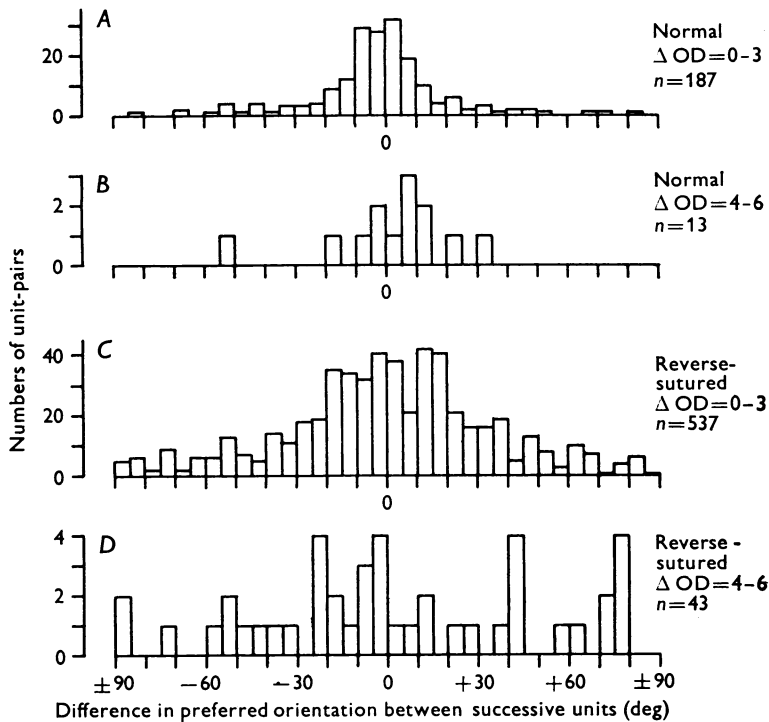 A
20
0
0
Normal
Δ OD=0-3
n=187
B
2
0
0
Normal
Δ OD=4-6
n=13
Numbers of unit-pairs
C
40
20
0
0
Reverse-
sutured
Δ OD=0-3
n=537
D
4
2
0
Reverse-
sutured
Δ OD=4-6
n=43
±90 −60 −30 0 +30 +60 ±90
Difference in preferred orientation between successive units (deg)